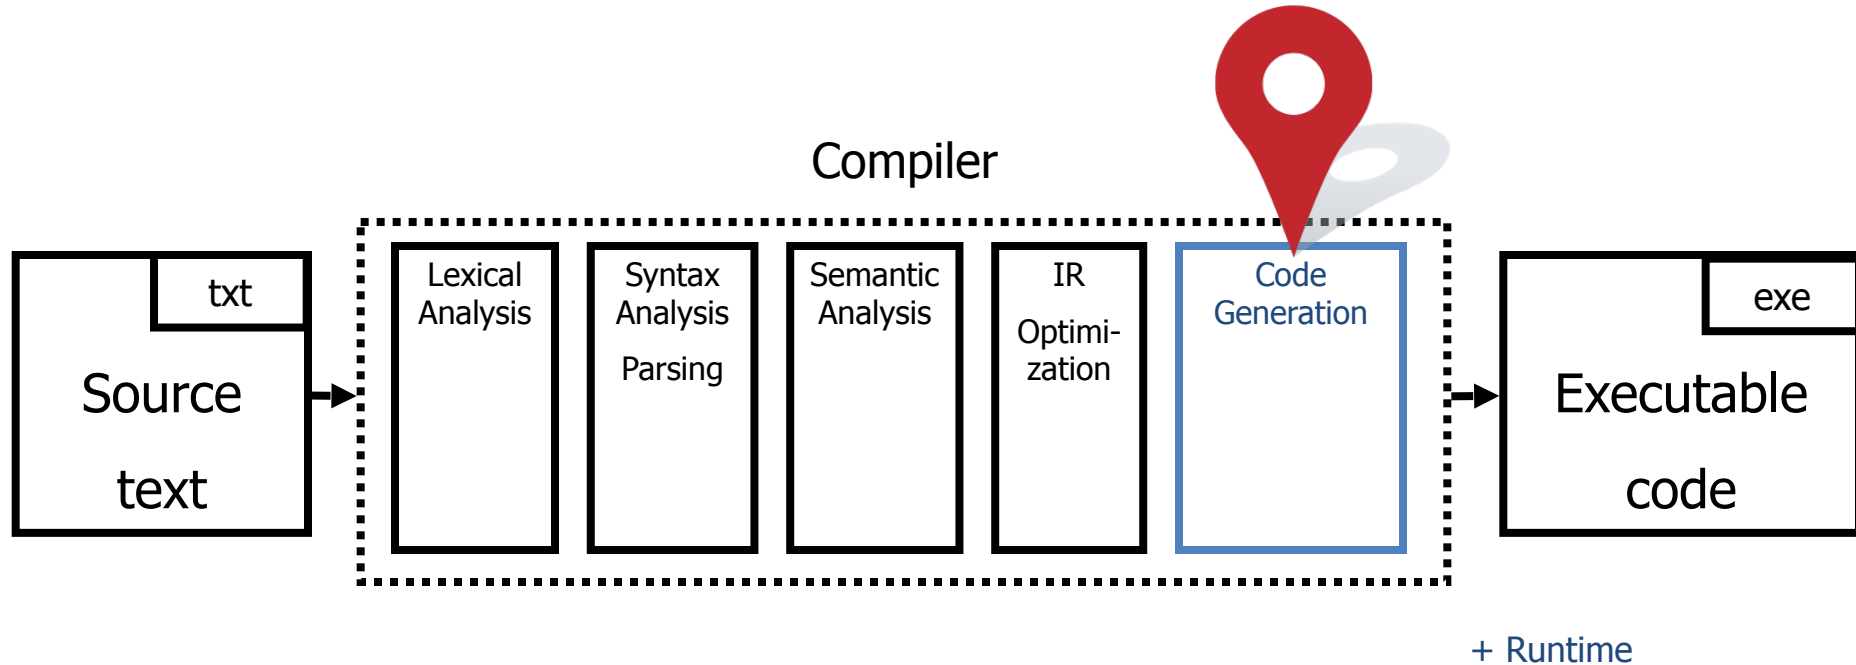 Compiler
txt
Source
text
Lexical
Analysis
Syntax
Analysis
Parsing
Semantic
Analysis
IR
Optimi-
zation
Code
Generation
exe
Executable
code
+ Runtime